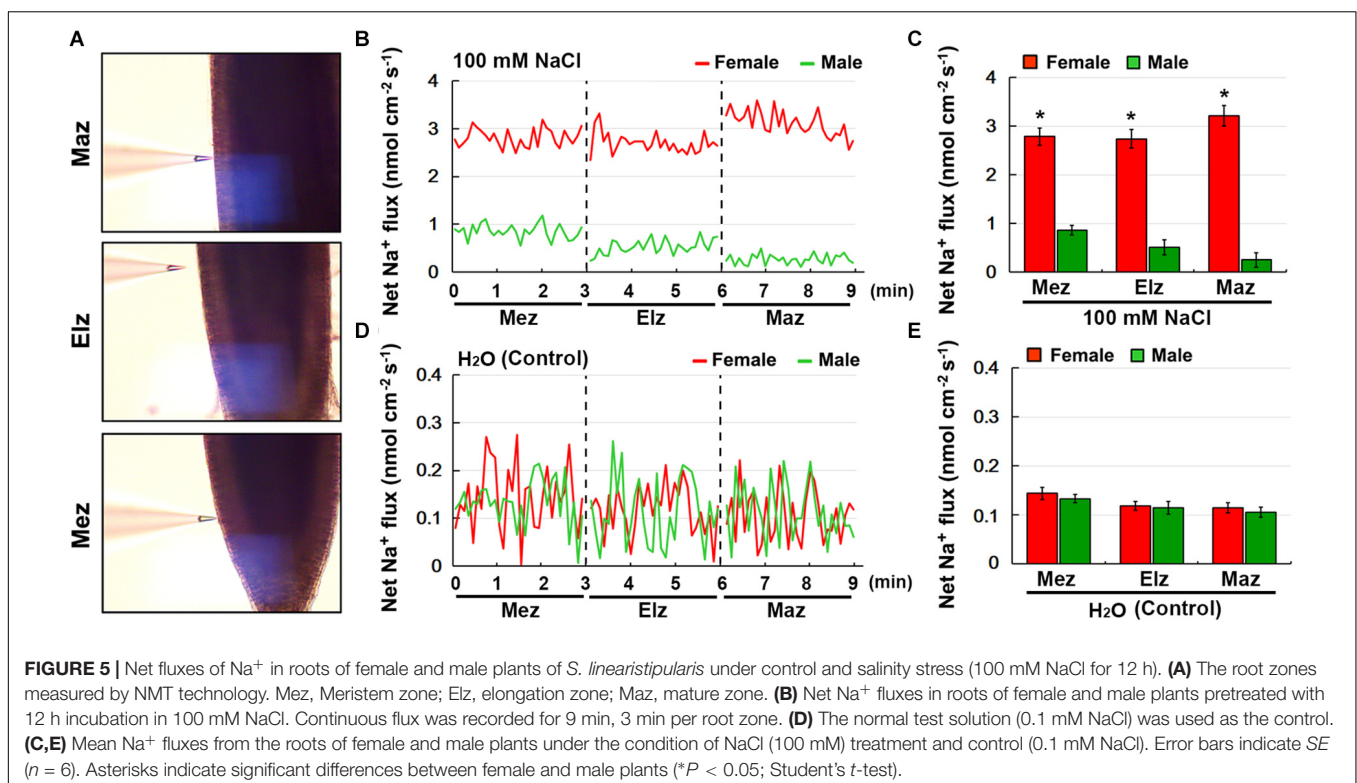 A
Maz
Elz
Mez
B
100 mM NaCl
Female
Male
Net Na⁺ flux (nmol cm⁻² s⁻¹)
4
3
2
1
0
0 1 2 3 4 5 6 7 8 9 (min)
Mez Elz Maz
C
Female
Male
Net Na⁺ flux (nmol cm⁻² s⁻¹)
4
3
2
1
0
* * *
Mez Elz Maz
100 mM NaCl
D
H₂O (Control)
Female
Male
Net Na⁺ flux (nmol cm⁻² s⁻¹)
0.4
0.3
0.2
0.1
0
0 1 2 3 4 5 6 7 8 9 (min)
Mez Elz Maz
E
Female
Male
Net Na⁺ flux (nmol cm⁻² s⁻¹)
0.4
0.3
0.2
0.1
0
Mez Elz Maz
H₂O (Control)
FIGURE 5 | Net fluxes of Na⁺ in roots of female and male plants of S. linearistipularis under control and salinity stress (100 mM NaCl for 12 h). (A) The root zones
measured by NMT technology. Mez, Meristem zone; Elz, elongation zone; Maz, mature zone. (B) Net Na⁺ fluxes in roots of female and male plants pretreated with
12 h incubation in 100 mM NaCl. Continuous flux was recorded for 9 min, 3 min per root zone. (D) The normal test solution (0.1 mM NaCl) was used as the control.
(C,E) Mean Na⁺ fluxes from the roots of female and male plants under the condition of NaCl (100 mM) treatment and control (0.1 mM NaCl). Error bars indicate SE
(n = 6). Asterisks indicate significant differences between female and male plants (*P < 0.05; Student's t-test).